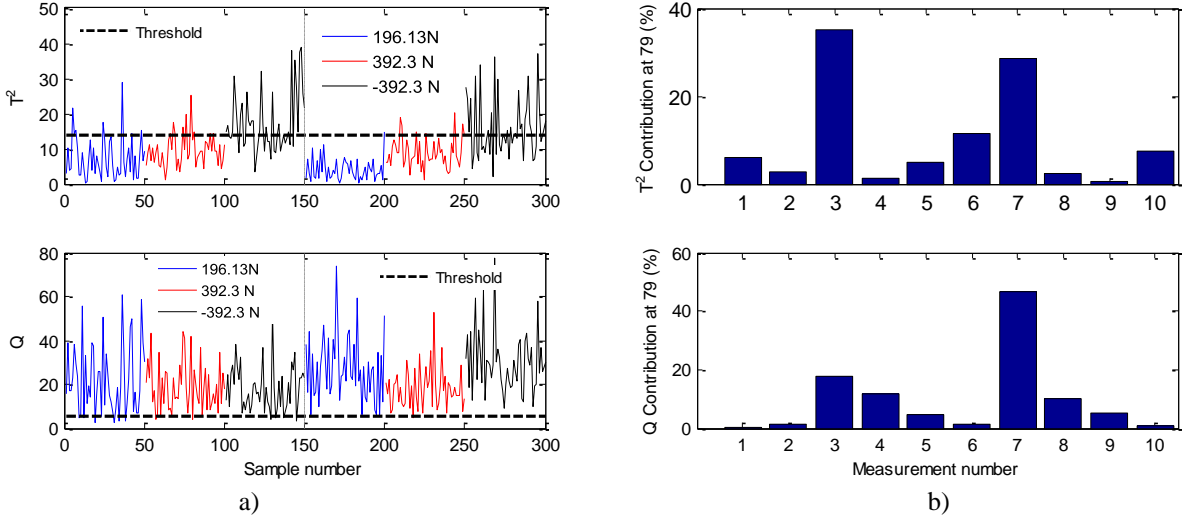 50
40
30
20
10
0
T²
Threshold
196.13N
392.3 N
-392.3 N
0 50 100 150 200 250 300
80
60
40
20
0
Q
196.13N
392.3 N
-392.3 N
Threshold
0 50 100 150 200 250 300
Sample number
a)
40
20
0
T² Contribution at 79 (%)
1 2 3 4 5 6 7 8 9 10
60
40
20
0
Q Contribution at 79 (%)
1 2 3 4 5 6 7 8 9 10
Measurement number
b)